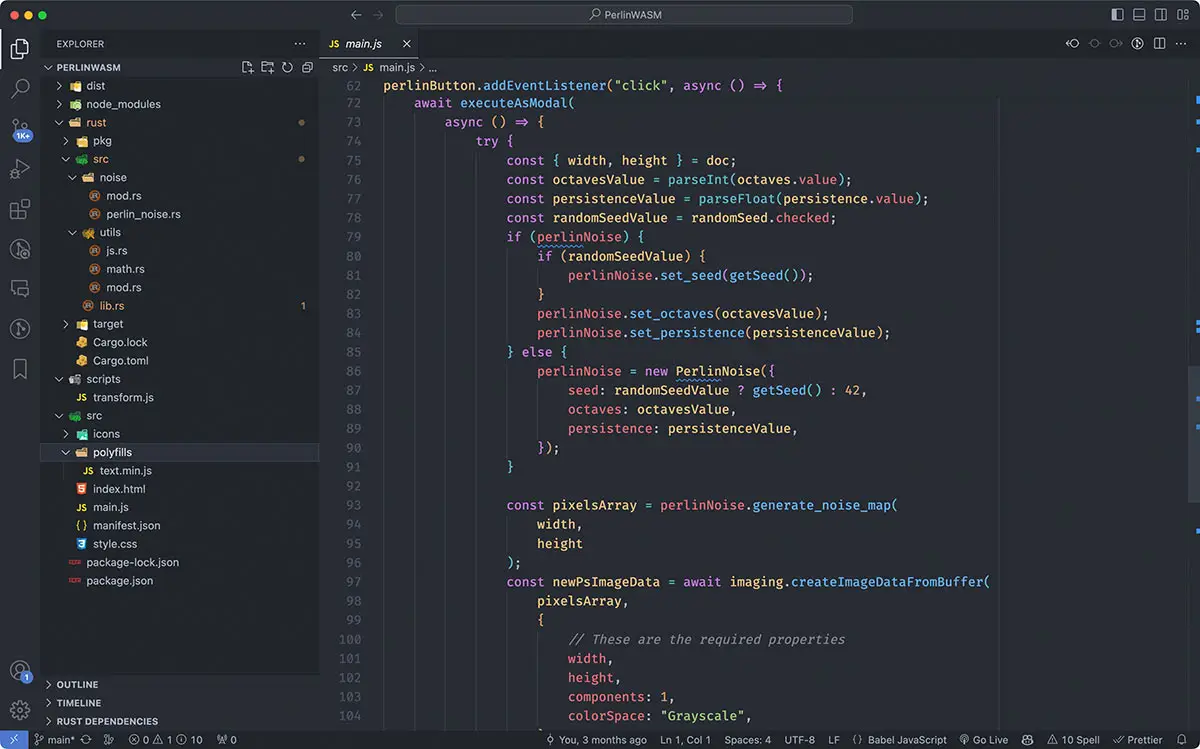 PerlinWASM
EXPLORER
PERLINWASM
dist
node_modules
rust
pkg
src
noise
mod.rs
perlin_noise.rs
utils
js.rs
math.rs
mod.rs
lib.rs 1
target
Cargo.lock
Cargo.toml
scripts
JS transform.js
src
icons
polyfills
JS text.min.js
index.html
JS main.js
{ } manifest.json
style.css
package-lock.json
package.json
OUTLINE
TIMELINE
RUST DEPENDENCIES
1K+
1
JS main.js
src > JS main.js > ...
62 perlinButton.addEventListener("click", async () => {
72 await executeAsModal(
73 async () => {
74 try {
75 const { width, height } = doc;
76 const octavesValue = parseInt(octaves.value);
77 const persistenceValue = parseFloat(persistence.value);
78 const randomSeedValue = randomSeed.checked;
79 if (perlinNoise) {
80 if (randomSeedValue) {
81 perlinNoise.set_seed(getSeed());
82 }
83 perlinNoise.set_octaves(octavesValue);
84 perlinNoise.set_persistence(persistenceValue);
85 } else {
86 perlinNoise = new PerlinNoise({
87 seed: randomSeedValue ? getSeed() : 42,
88 octaves: octavesValue,
89 persistence: persistenceValue,
90 });
91 }
92
93 const pixelsArray = perlinNoise.generate_noise_map(
94 width,
95 height
96 );
97 const newPsImageData = await imaging.createImageDataFromBuffer(
98 pixelsArray,
99 {
100 // These are the required properties
101 width,
102 height,
103 components: 1,
104 colorSpace: "Grayscale",
main* 0 1 10 0 You, 3 months ago Ln 1, Col 1 Spaces: 4 UTF-8 LF { } Babel JavaScript Go Live 10 Spell Prettier